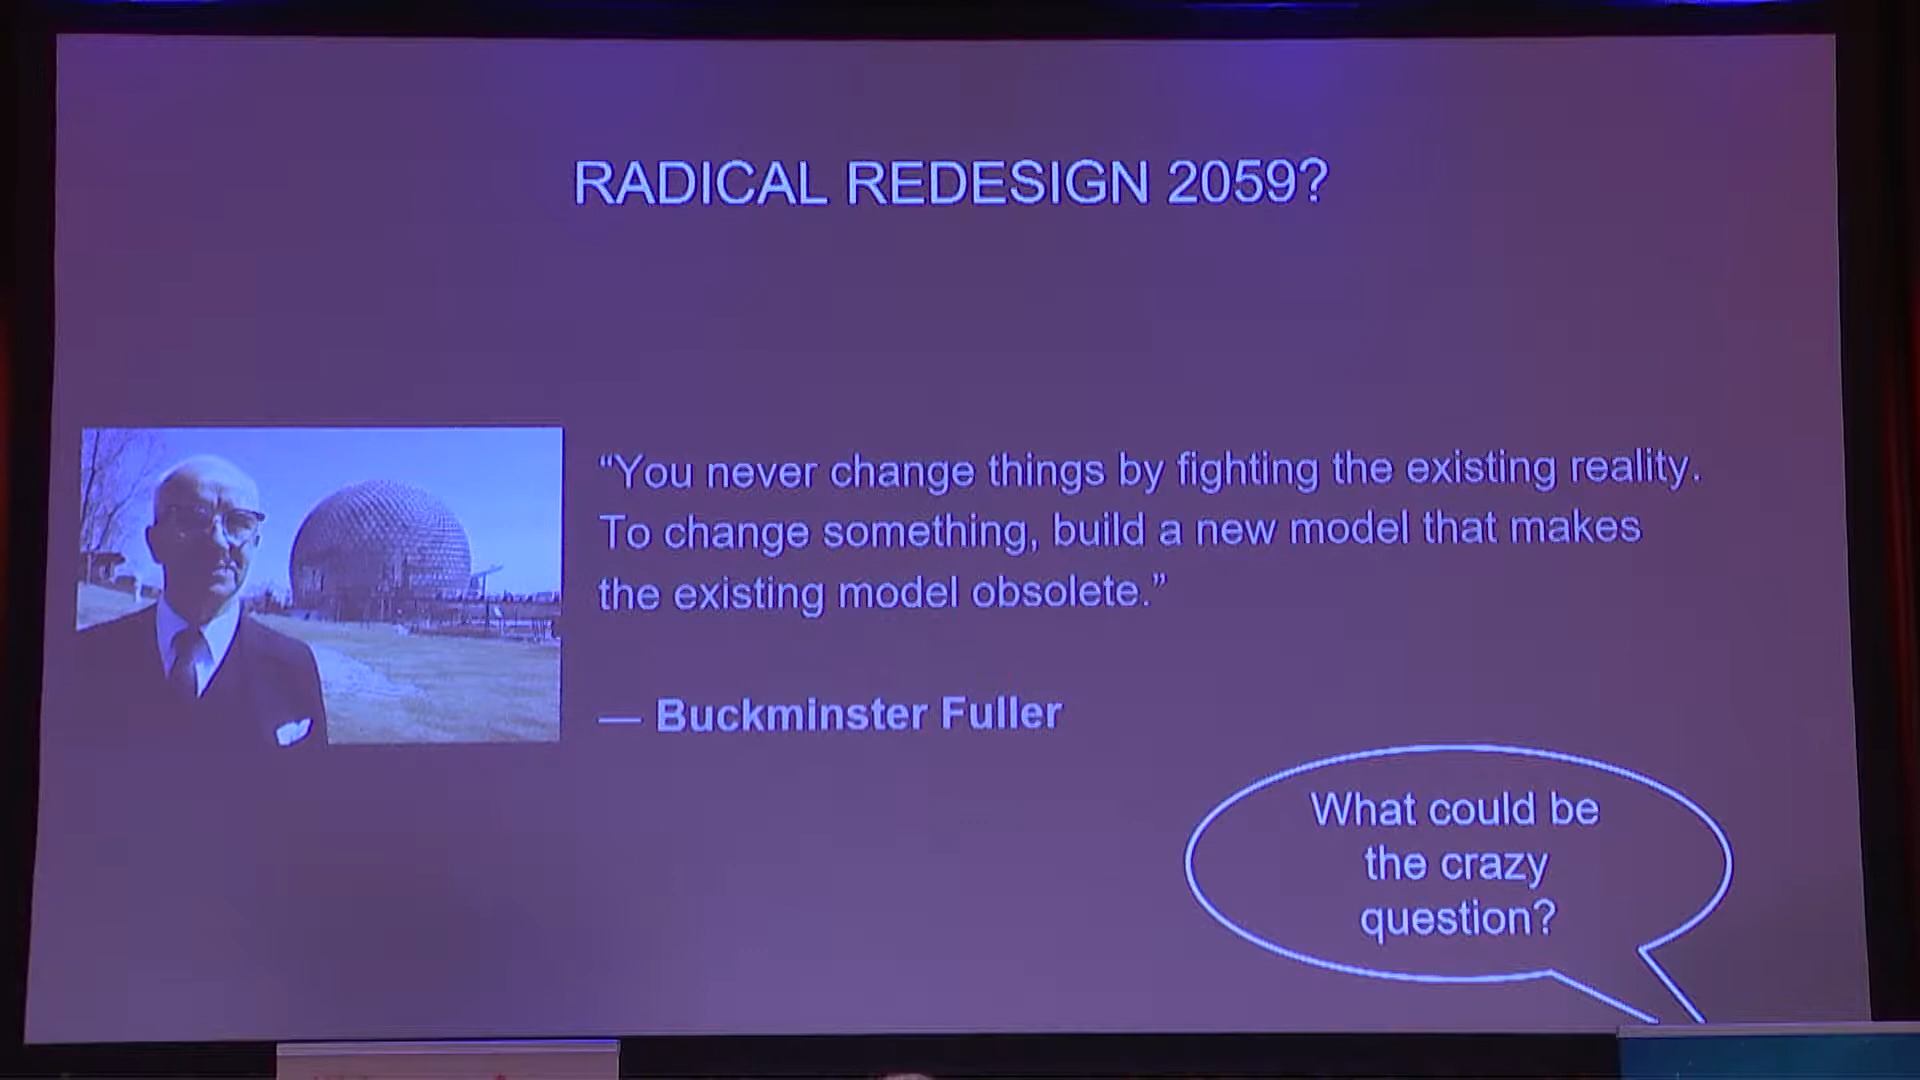 RADICAL REDESIGN 2059?
“You never change things by fighting the existing reality.
To change something, build a new model that makes
the existing model obsolete.”
— Buckminster Fuller
What could be
the crazy
question?